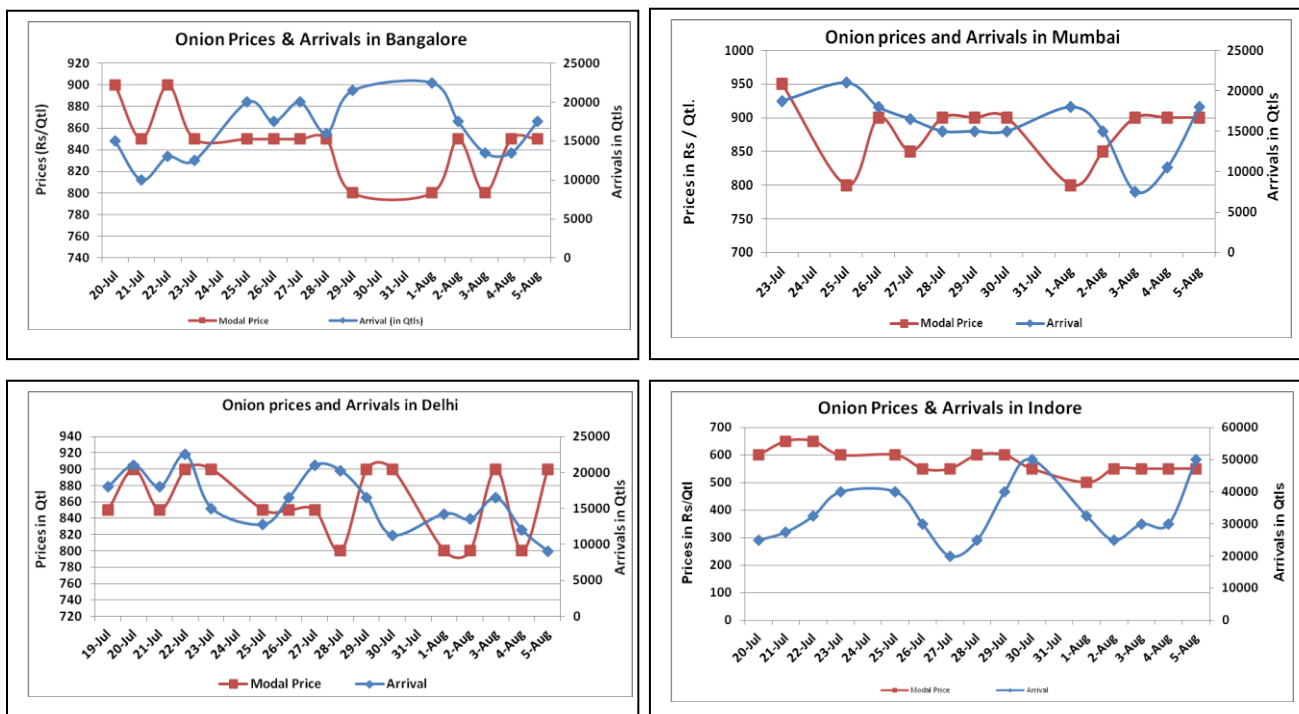 Onion Prices & Arrivals in Bangalore
920
900
880
860
840
820
800
780
760
740
Prices (Rs/Qtl)
25000
20000
15000
10000
5000
0
Arrivals in Qtls
20-Jul
21-Jul
22-Jul
23-Jul
24-Jul
25-Jul
26-Jul
27-Jul
28-Jul
29-Jul
30-Jul
31-Jul
1-Aug
2-Aug
3-Aug
4-Aug
5-Aug
Modal Price Arrival (in Qtls)
Onion prices and Arrivals in Mumbai
1000
950
900
850
800
750
700
Prices in Rs / Qtl.
25000
20000
15000
10000
5000
0
Arrivals in Qtls
23-Jul
24-Jul
25-Jul
26-Jul
27-Jul
28-Jul
29-Jul
30-Jul
31-Jul
1-Aug
2-Aug
3-Aug
4-Aug
5-Aug
Modal Price Arrival
Onion prices and Arrivals in Delhi
940
920
900
880
860
840
820
800
780
760
740
720
Prices in Qtl
25000
20000
15000
10000
5000
0
Arrivals in Qtls
19-Jul
20-Jul
21-Jul
22-Jul
23-Jul
24-Jul
25-Jul
26-Jul
27-Jul
28-Jul
29-Jul
30-Jul
31-Jul
1-Aug
2-Aug
3-Aug
4-Aug
5-Aug
Modal Price Arrival
Onion Prices & Arrivals in Indore
700
600
500
400
300
200
100
0
Prices in Rs/Qtl
60000
50000
40000
30000
20000
10000
0
Arrivals in Qtls
20-Jul
21-Jul
22-Jul
23-Jul
24-Jul
25-Jul
26-Jul
27-Jul
28-Jul
29-Jul
30-Jul
31-Jul
1-Aug
2-Aug
3-Aug
4-Aug
5-Aug
Modal Price Arrival